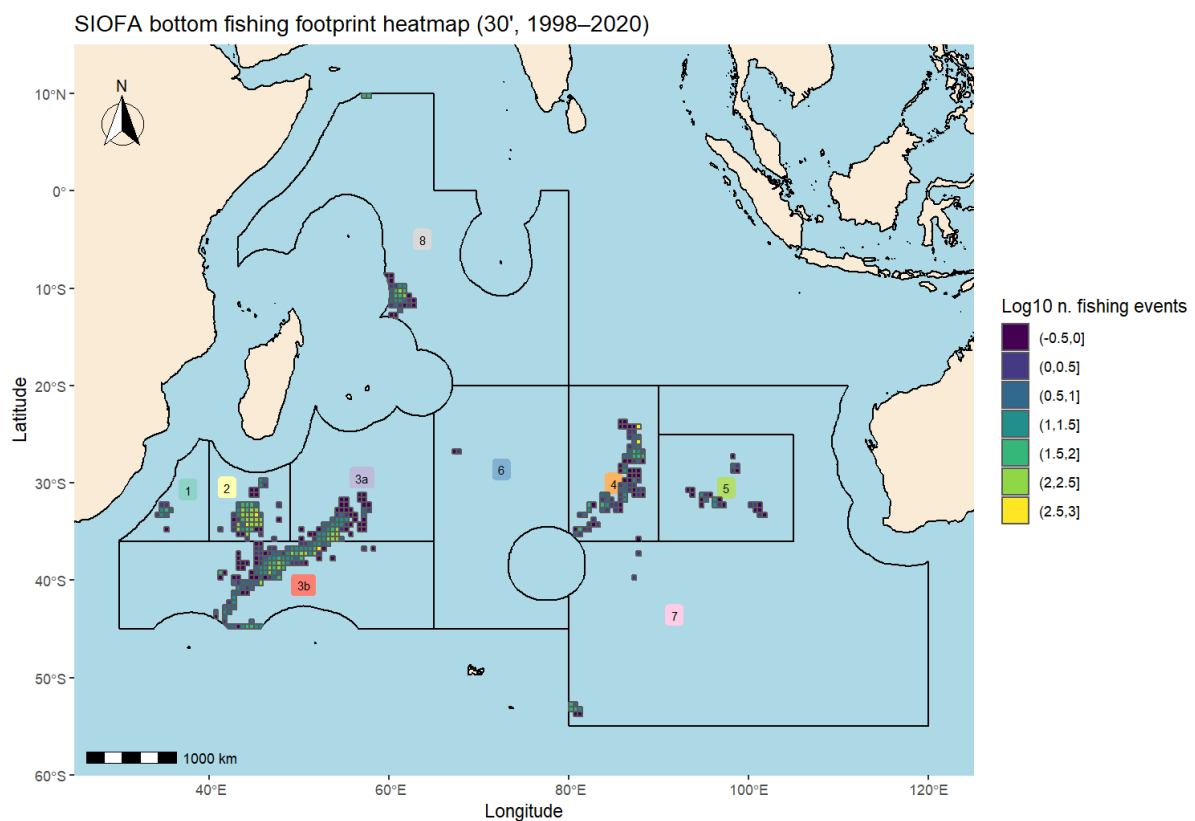 SIOFA bottom fishing footprint heatmap (30', 1998–2020)
N
10°N
0°
10°S
20°S
30°S
40°S
50°S
60°S
Latitude
8
1
2
3a
6
4
5
3b
7
1000 km
40°E
60°E
80°E
100°E
120°E
Longitude
Log10 n. fishing events
(-0.5,0]
(0,0.5]
(0.5,1]
(1,1.5]
(1.5,2]
(2,2.5]
(2.5,3]